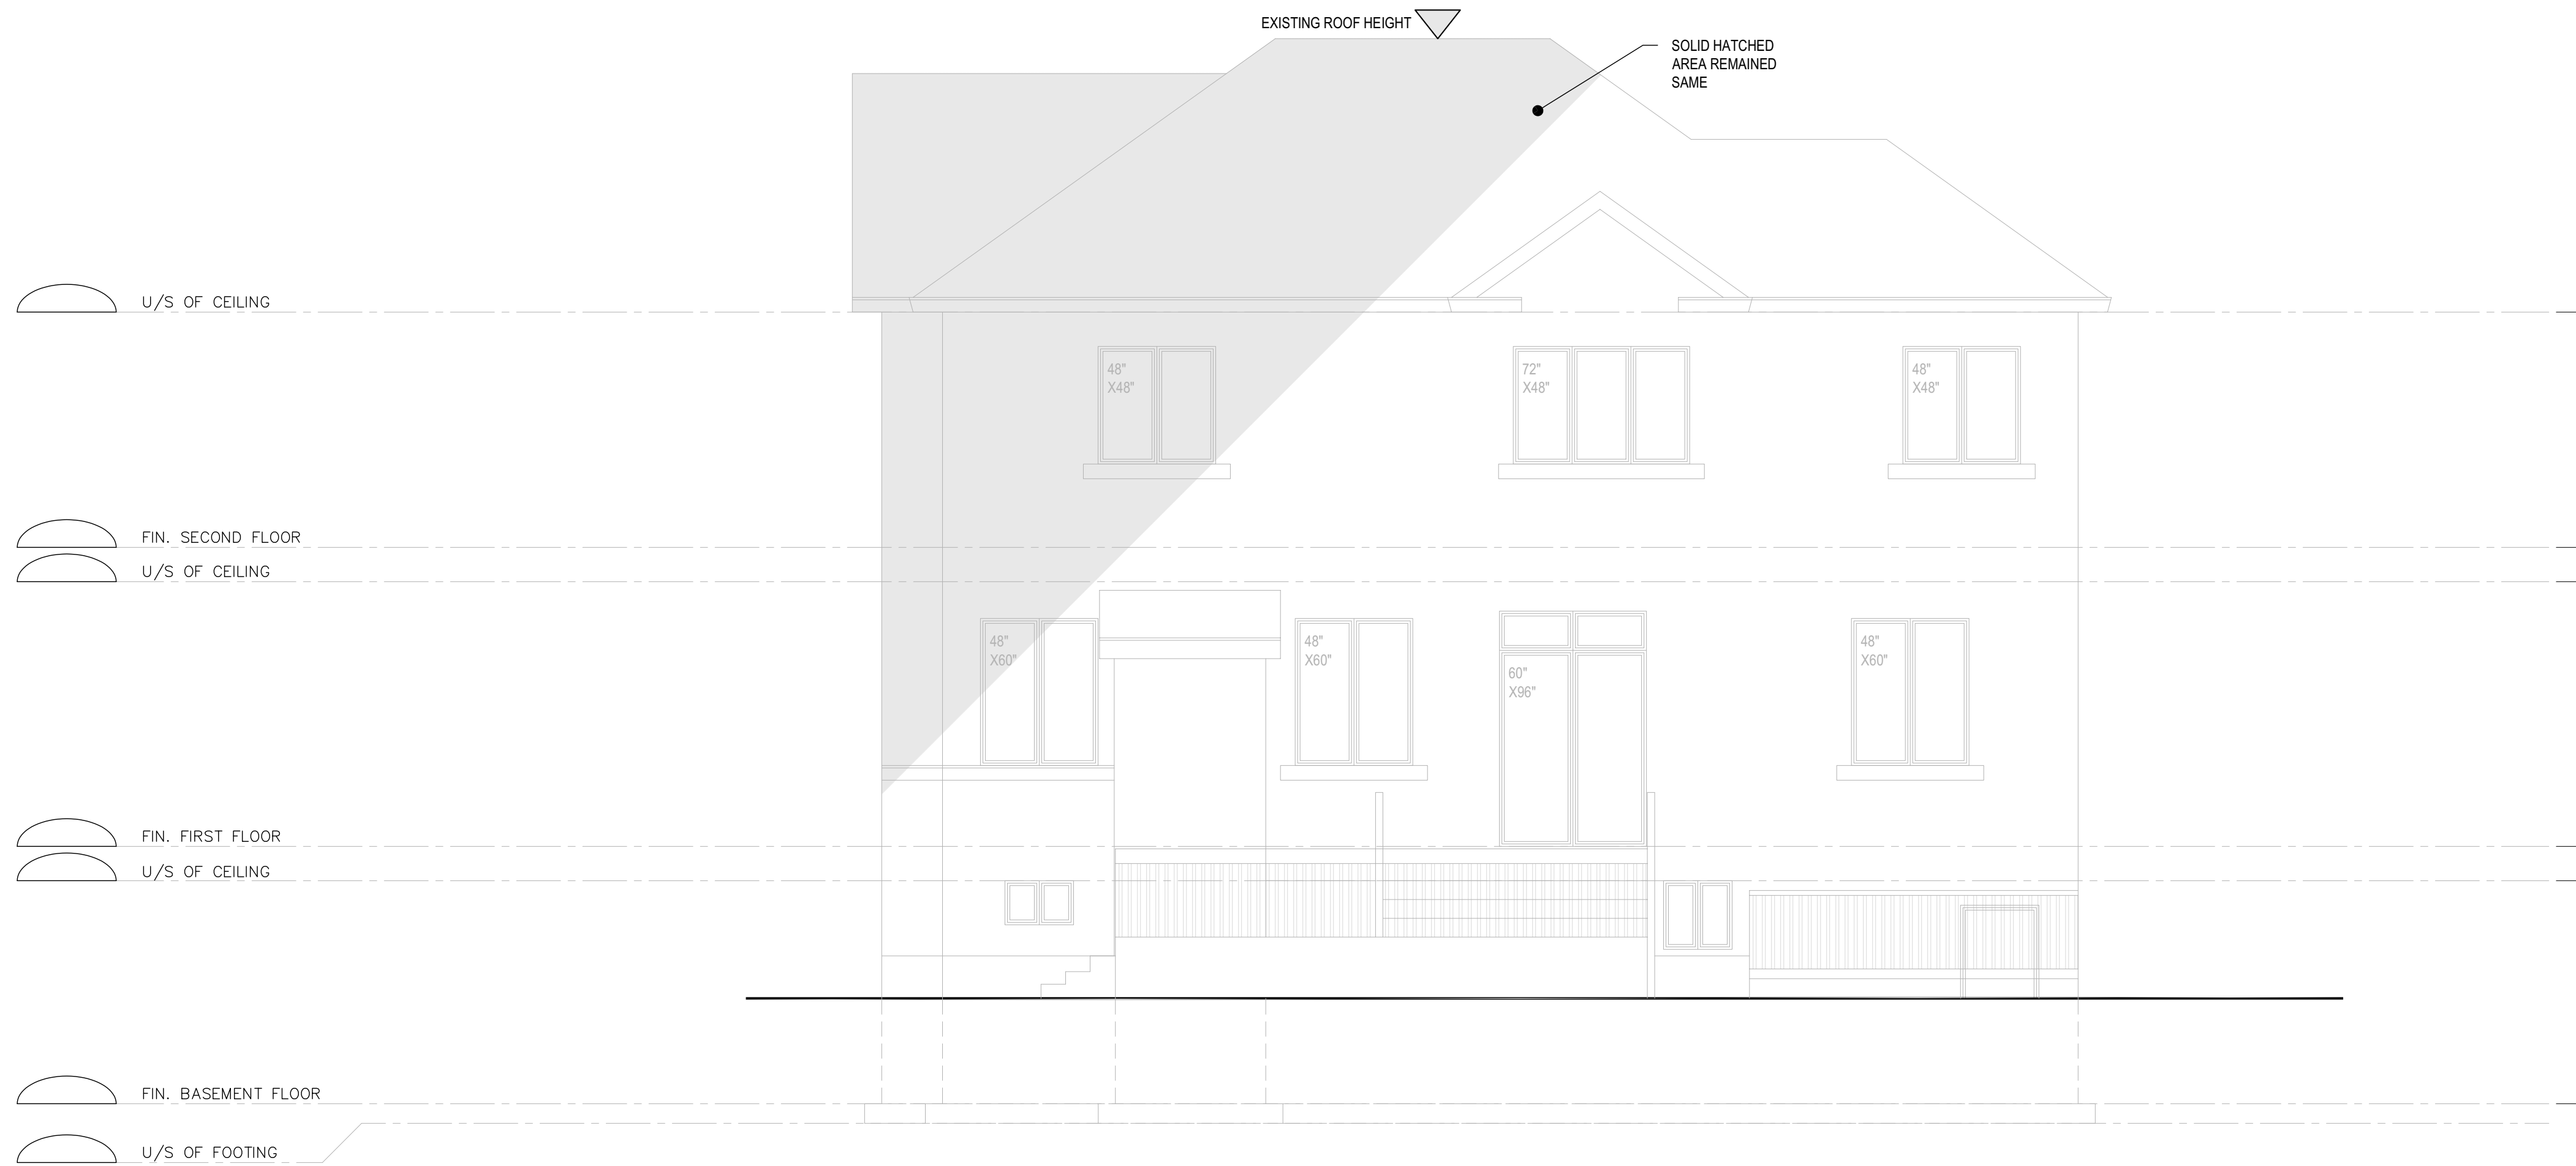 EXISTING ROOF HEIGHT
SOLID HATCHED
AREA REMAINED
SAME
U/S OF CEILING
48"
X48"
72"
X48"
48"
X48"
FIN. SECOND FLOOR
U/S OF CEILING
48"
X60"
48"
X60"
60"
X96"
48"
X60"
FIN. FIRST FLOOR
U/S OF CEILING
FIN. BASEMENT FLOOR
U/S OF FOOTING